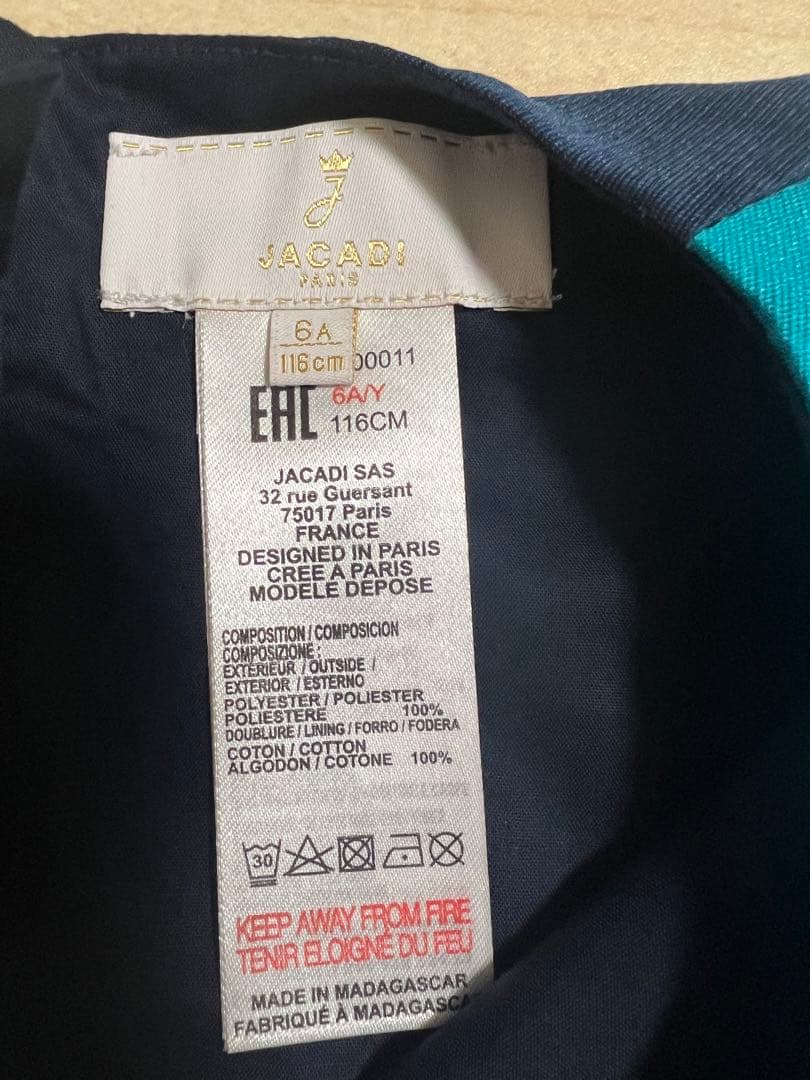 JACADI
PARIS
6A
116cm
00011
EAC
6A/Y
116CM
JACADI SAS
32 rue Guersant
75017 Paris
FRANCE
DESIGNED IN PARIS
CREE A PARIS
MODELE DEPOSE
COMPOSITION / COMPOSICION
COMPOSIZIONE :
EXTERIEUR / OUTSIDE /
EXTERIOR / ESTERNO
POLYESTER / POLIESTER
POLIESTERE 100%
DOUBLURE / LINING / FORRO / FODERA
COTON / COTTON
ALGODON / COTONE 100%
30
KEEP AWAY FROM FIRE
TENIR ELOIGNÉ DU FEU
MADE IN MADAGASCAR
FABRIQUÉ À MADAGASCA